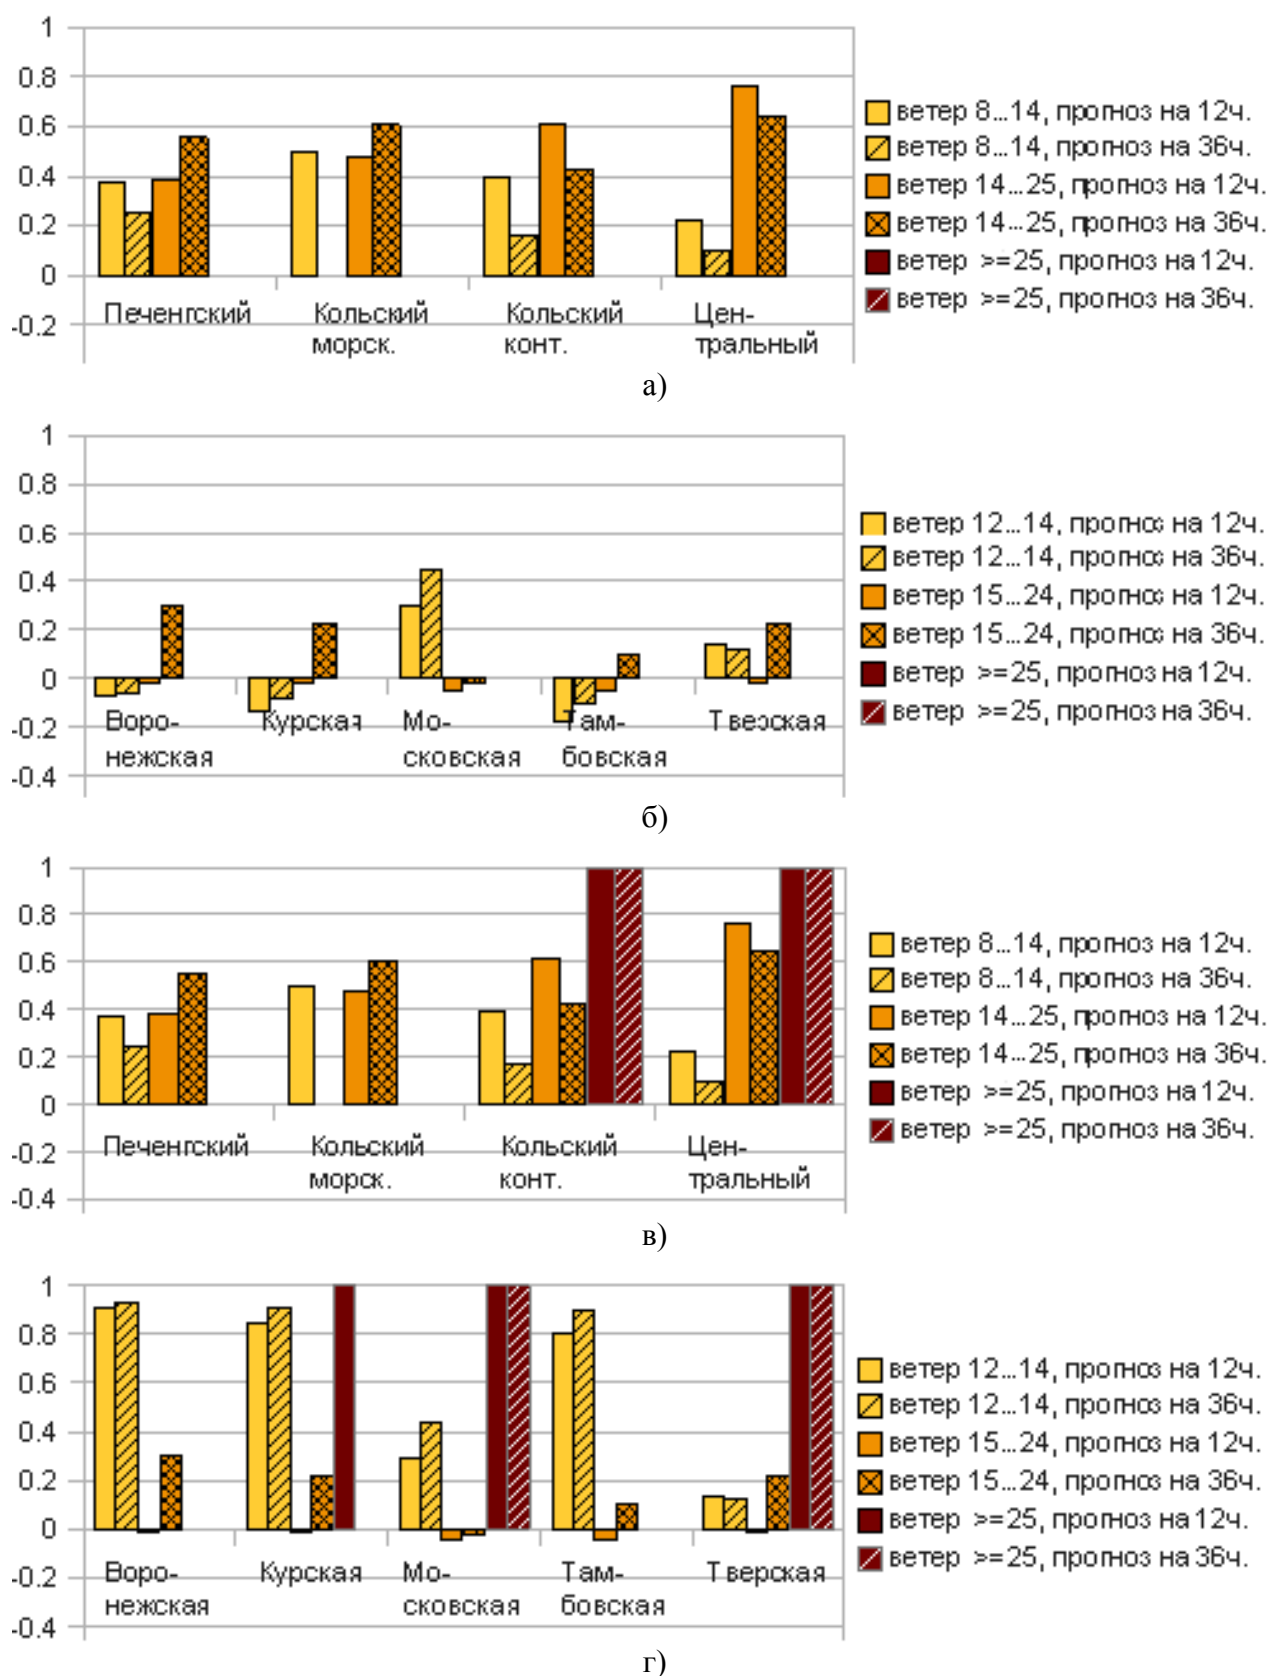 1
0.8
0.6
0.4
0.2
0
-0.2
Печенгский
Кольский
морск.
Кольский
конт.
Цен-
тральный
ветер 8...14, прогноз на 12ч.
ветер 8...14, прогноз на 36ч.
ветер 14...25, прогноз на 12ч.
ветер 14...25, прогноз на 36ч.
ветер >=25, прогноз на 12ч.
ветер >=25, прогноз на 36ч.
а)
1
0.8
0.6
0.4
0.2
0
-0.2
-0.4
Воро-
нежская
Курская
Мо-
сковская
Там-
бовская
Тверская
ветер 12...14, прогноз на 12ч.
ветер 12...14, прогноз на 36ч.
ветер 15...24, прогноз на 12ч.
ветер 15...24, прогноз на 36ч.
ветер >=25, прогноз на 12ч.
ветер >=25, прогноз на 36ч.
б)
1
0.8
0.6
0.4
0.2
0
-0.2
-0.4
Печенгский
Кольский
морск.
Кольский
конт.
Цен-
тральный
ветер 8...14, прогноз на 12ч.
ветер 8...14, прогноз на 36ч.
ветер 14...25, прогноз на 12ч.
ветер 14...25, прогноз на 36ч.
ветер >=25, прогноз на 12ч.
ветер >=25, прогноз на 36ч.
в)
1
0.8
0.6
0.4
0.2
0
-0.2
-0.4
Воро-
нежская
Курская
Мо-
сковская
Там-
бовская
Тверская
ветер 12...14, прогноз на 12ч.
ветер 12...14, прогноз на 36ч.
ветер 15...24, прогноз на 12ч.
ветер 15...24, прогноз на 36ч.
ветер >=25, прогноз на 12ч.
ветер >=25, прогноз на 36ч.
г)